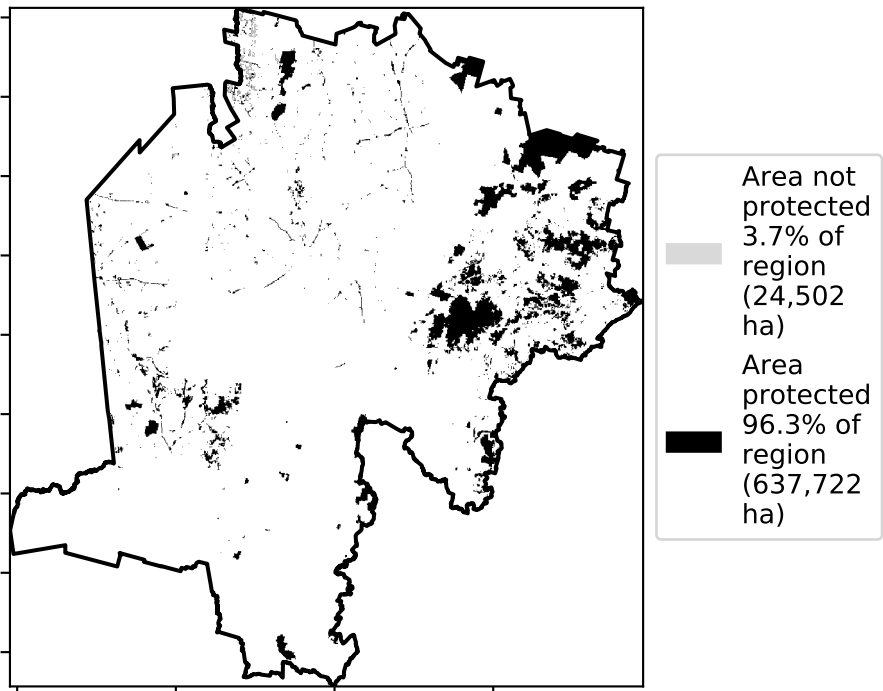 Area not
protected
3.7% of
region
(24,502
ha)
Area
protected
96.3% of
region
(637,722
ha)